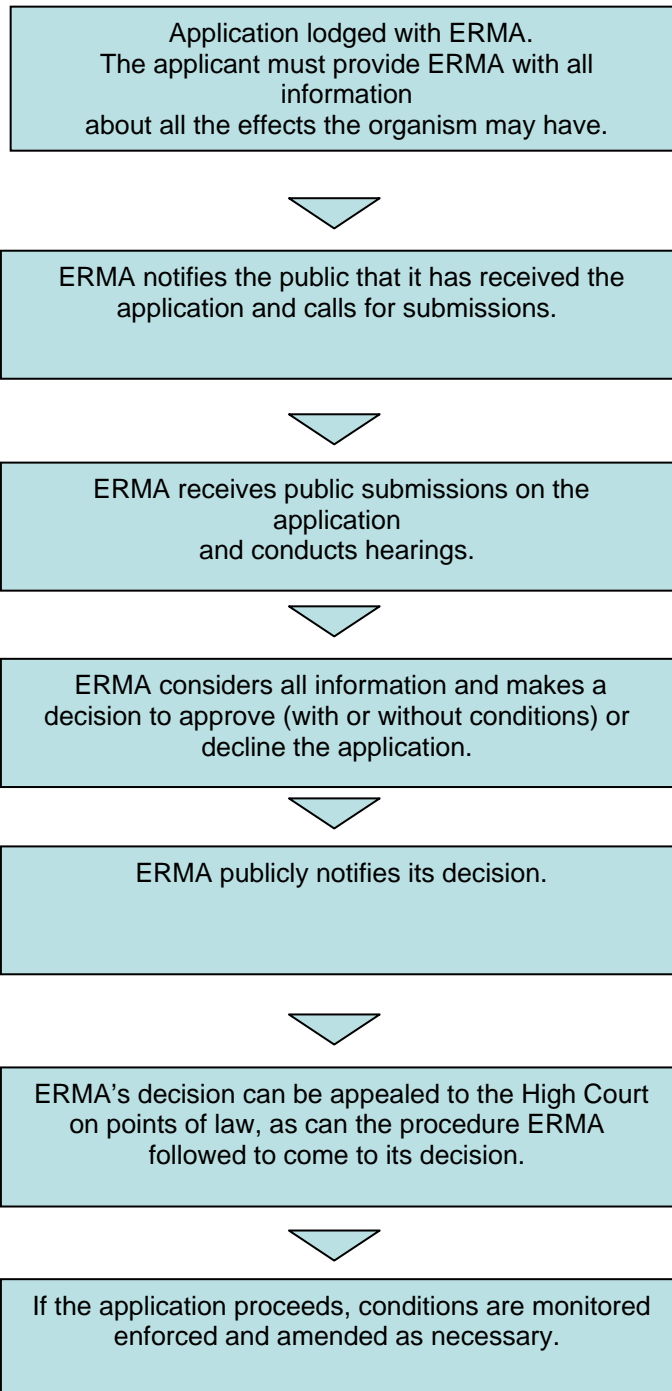 Application lodged with ERMA.
The applicant must provide ERMA with all
information
about all the effects the organism may have.
ERMA notifies the public that it has received the
application and calls for submissions.
ERMA receives public submissions on the
application
and conducts hearings.
ERMA considers all information and makes a
decision to approve (with or without conditions) or
decline the application.
ERMA publicly notifies its decision.
ERMA’s decision can be appealed to the High Court
on points of law, as can the procedure ERMA
followed to come to its decision.
If the application proceeds, conditions are monitored
enforced and amended as necessary.